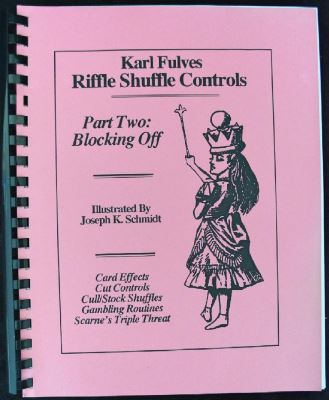 Karl Fulves
Riffle Shuffle Controls
Part Two:
Blocking Off
Illustrated By
Joseph K. Schmidt
Card Effects
Cut Controls
Cull/Stock Shuffles
Gambling Routines
Scarne's Triple Threat